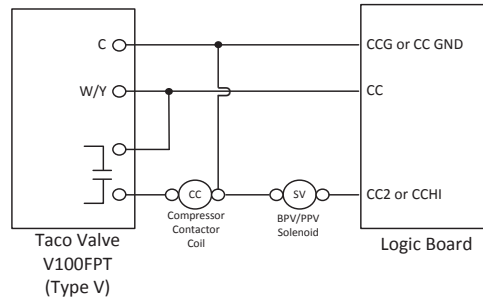 C
CCG or CC GND
W/Y
CC
CC
SV
CC2 or CCHI
Compressor
Contactor
Coil
BPV/PPV
Solenoid
Taco Valve
V100FPT
(Type V)
Logic Board